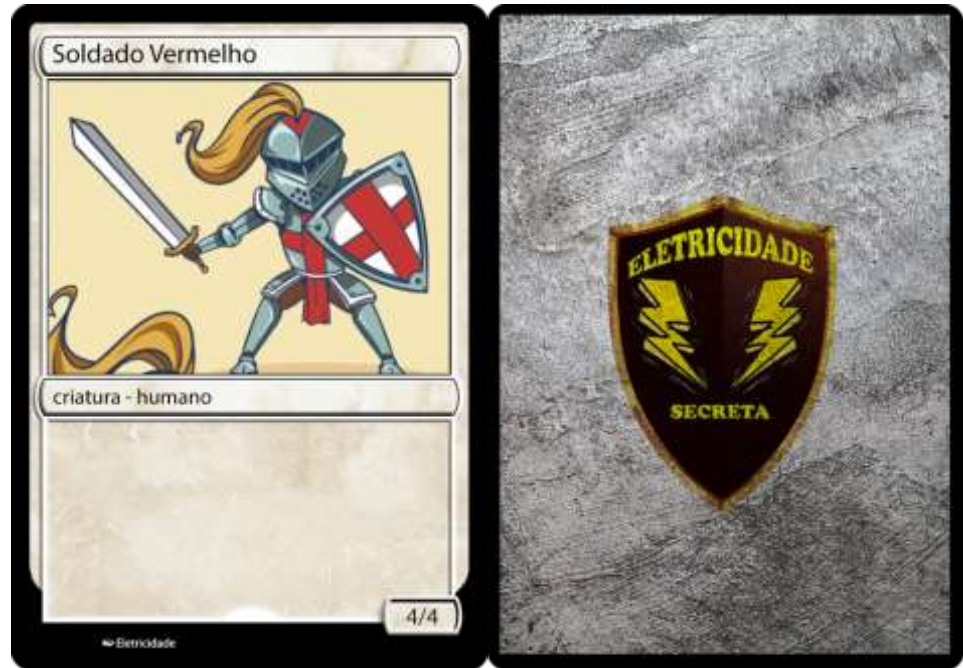 Soldado Vermelho
criatura - humano
4/4
Eletricidade
ELETRICIDADE
SECRETA